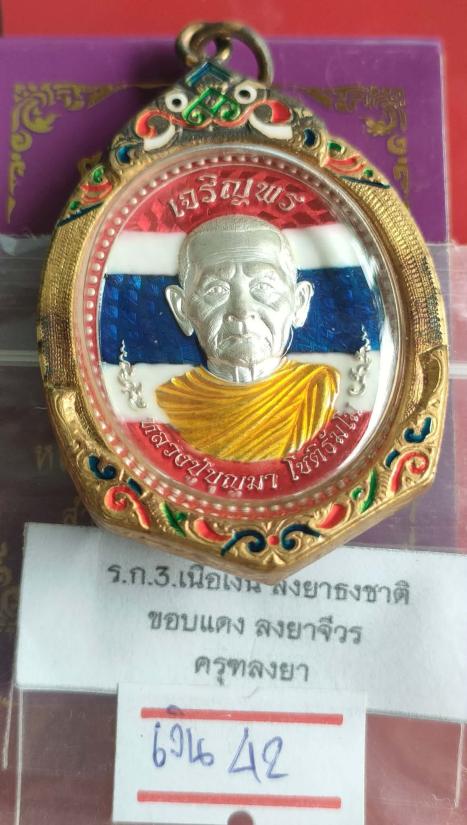 เจริญพร
หลวงปู่บุญมา โชติธัมโม
ร.ก.3.เนื้อเงิน ลงยาธงชาติ
ขอบแดง ลงยาจีวร
ครุฑลงยา
เงิน 42